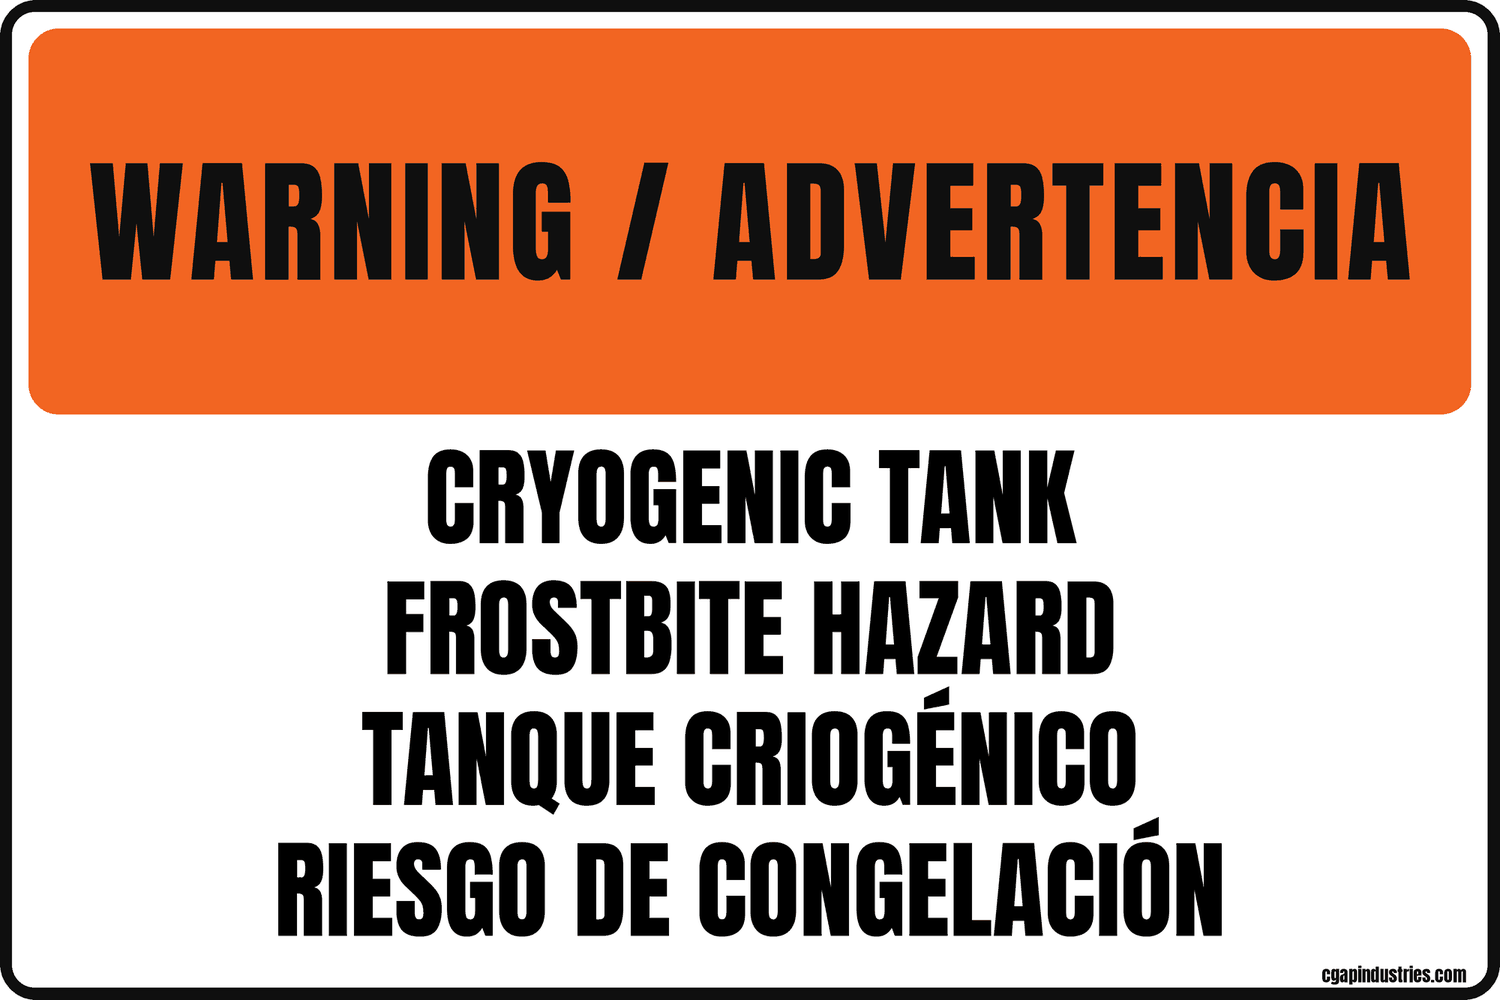 WARNING / ADVERTENCIA
CRYOGENIC TANK
FROSTBITE HAZARD
TANQUE CRIOGÉNICO
RIESGO DE CONGELACIÓN
cgapindustries.com